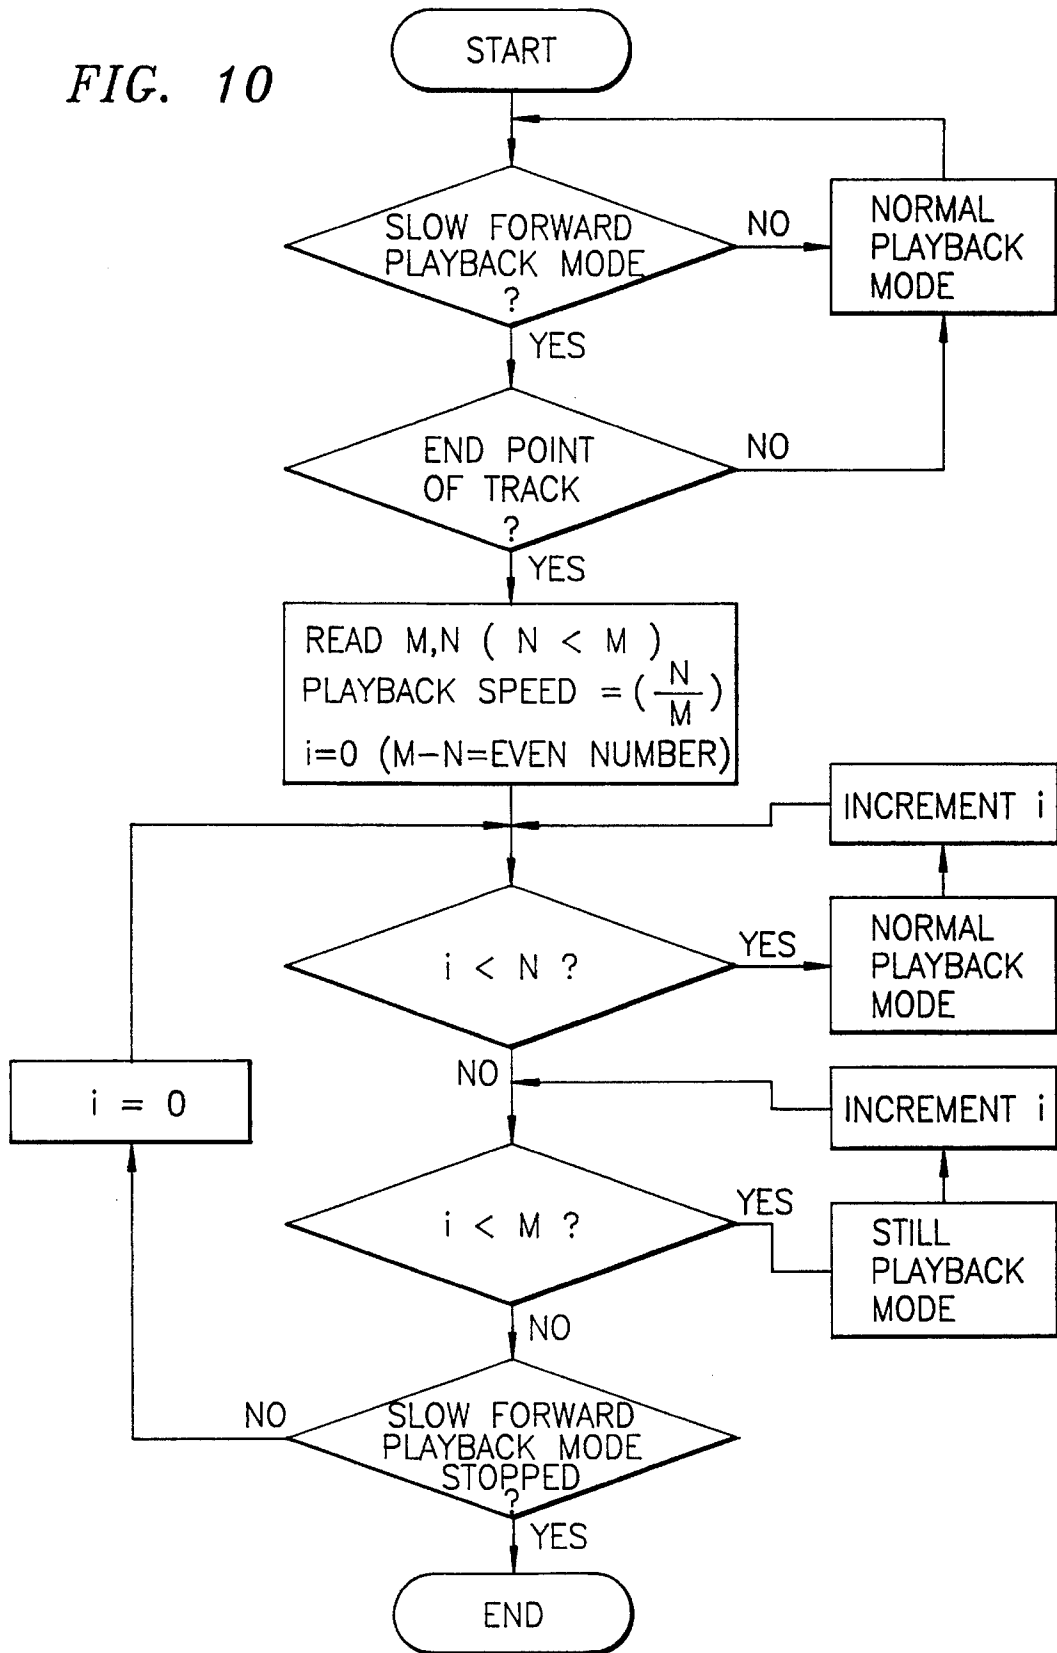 FIG. 10
START
SLOW FORWARD
PLAYBACK MODE
?
NO
NORMAL
PLAYBACK
MODE
YES
END POINT
OF TRACK
?
NO
YES
READ M,N ( N < M )
PLAYBACK SPEED = (N/M)
i=0 (M-N=EVEN NUMBER)
INCREMENT i
i < N ?
YES
NORMAL
PLAYBACK
MODE
NO
i = 0
INCREMENT i
i < M ?
YES
STILL
PLAYBACK
MODE
NO
SLOW FORWARD
PLAYBACK MODE
STOPPED
?
NO
YES
END